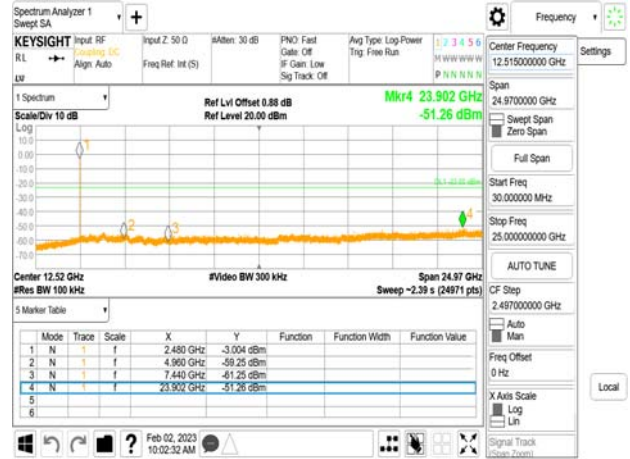 Spectrum Analyzer 1
Swept SA
KEYSIGHT
RL
Input: RF
Coupling: DC
Align: Auto
Input Z: 50 Ω
Freq Ref: Int (S)
#Atten: 30 dB
PNO: Fast
Gate: Off
IF Gain: Low
Sig Track: Off
Avg Type: Log-Power
Trig: Free Run
1 2 3 4 5 6
M W W W W W
P N N N N N
1 Spectrum
Scale/Div 10 dB
Log
Ref Lvl Offset 0.88 dB
Ref Level 20.00 dBm
Mkr4 23.902 GHz
-51.26 dBm
10.0
0.00
-10.0
-20.0
-30.0
-40.0
-50.0
-60.0
-70.0
1
2
3
4
Center 12.52 GHz
#Res BW 100 kHz
#Video BW 300 kHz
Span 24.97 GHz
Sweep ~2.39 s (24971 pts)
5 Marker Table
Mode Trace Scale X Y Function Function Width Function Value
1 N 1 f 2.480 GHz -3.004 dBm
2 N 1 f 4.960 GHz -59.25 dBm
3 N 1 f 7.440 GHz -61.25 dBm
4 N 1 f 23.902 GHz -51.26 dBm
5
6
?
Feb 02, 2023
10:02:32 AM
Frequency
Settings
Center Frequency
12.515000000 GHz
Span
24.9700000 GHz
Swept Span
Zero Span
Full Span
Start Freq
30.000000 MHz
Stop Freq
25.000000000 GHz
AUTO TUNE
CF Step
2.497000000 GHz
Auto
Man
Freq Offset
0 Hz
X Axis Scale
Log
Lin
Signal Track
(Span Zoom)
Local